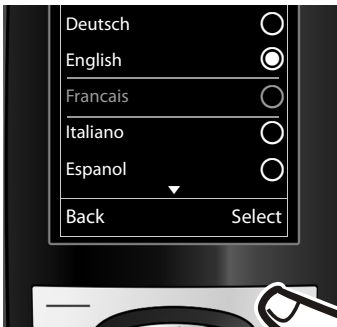 Deutsch
English
Francais
Italiano
Espanol
Back Select